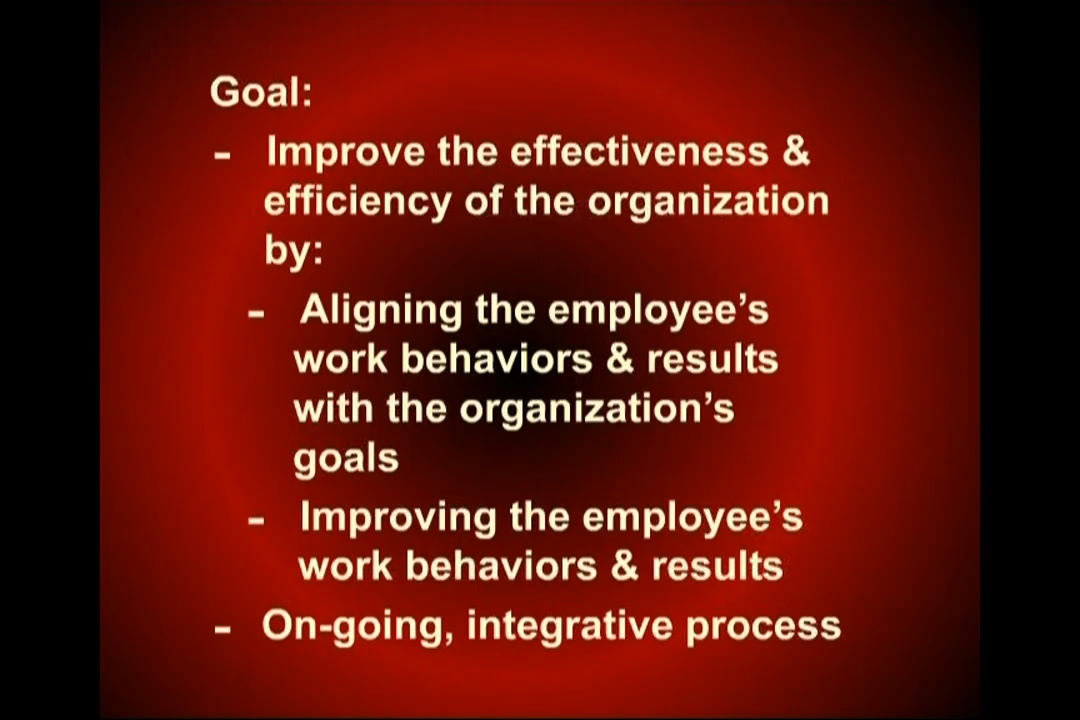 Goal:
- Improve the effectiveness &
efficiency of the organization
by:
- Aligning the employee’s
work behaviors & results
with the organization’s
goals
- Improving the employee’s
work behaviors & results
- On-going, integrative process